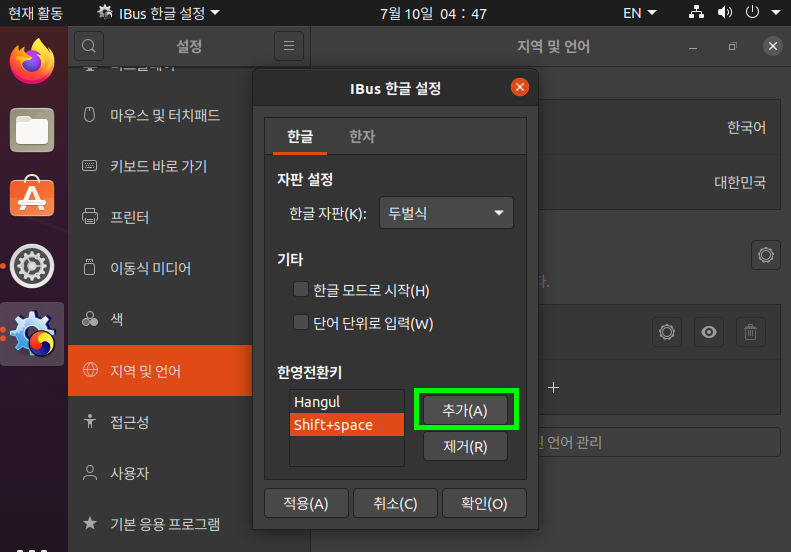 현재 활동
IBus 한글 설정
7월 10일 04 : 47
EN
설정
지역 및 언어
마우스 및 터치패드
키보드 바로 가기
프린터
이동식 미디어
색
지역 및 언어
접근성
사용자
기본 응용 프로그램
IBus 한글 설정
한글
한자
자판 설정
한글 자판(K):
두벌식
기타
한글 모드로 시작(H)
단어 단위로 입력(W)
한영전환키
Hangul
Shift+space
추가(A)
제거(R)
적용(A)
취소(C)
확인(O)
한국어
대한민국
다.
언어 관리